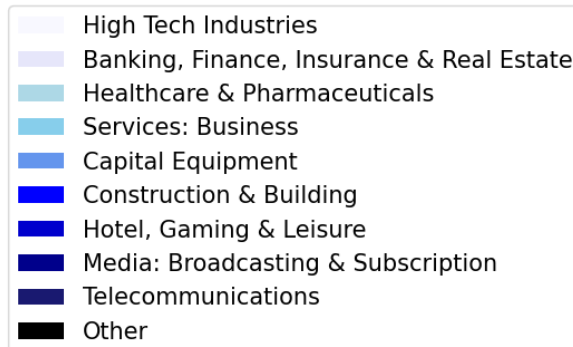 High Tech Industries
Banking, Finance, Insurance & Real Estate
Healthcare & Pharmaceuticals
Services: Business
Capital Equipment
Construction & Building
Hotel, Gaming & Leisure
Media: Broadcasting & Subscription
Telecommunications
Other